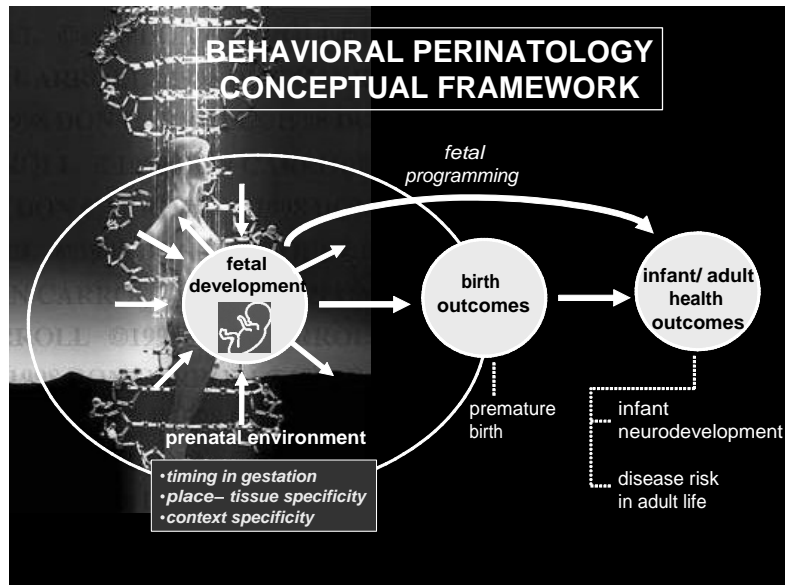 BEHAVIORAL PERINATOLOGY
CONCEPTUAL FRAMEWORK
fetal
programming
fetal
development
birth
outcomes
infant/ adult
health
outcomes
prenatal environment
•timing in gestation
•place– tissue specificity
•context specificity
premature
birth
infant
neurodevelopment
disease risk
in adult life